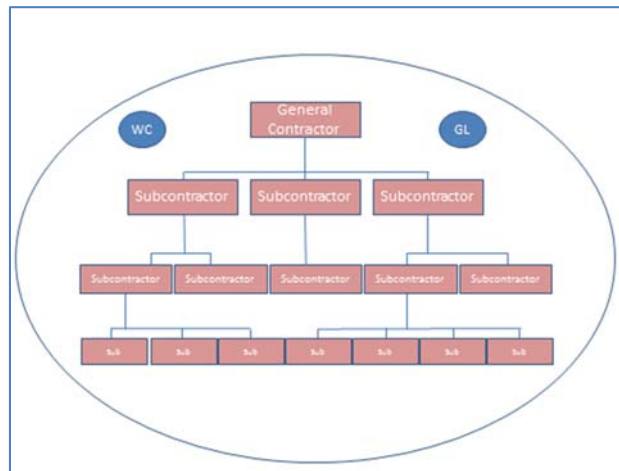 General
Contractor
WC
GL
Subcontractor
Subcontractor
Subcontractor
Subcontractor
Subcontractor
Subcontractor
Subcontractor
Subcontractor
sub
sub
sub
sub
sub
sub
sub